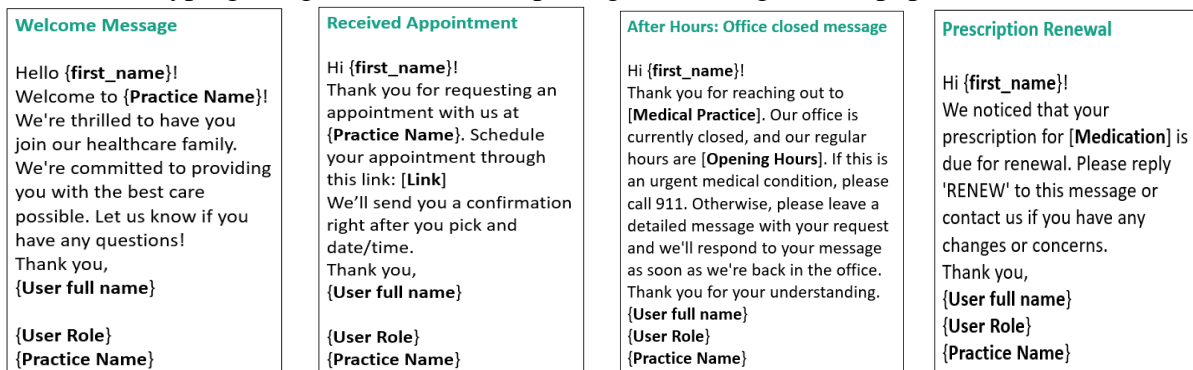 Welcome Message
Hello {first_name}!
Welcome to {Practice Name}!
We're thrilled to have you
join our healthcare family.
We're committed to providing
you with the best care
possible. Let us know if you
have any questions!
Thank you,
{User full name}
{User Role}
{Practice Name}
Received Appointment
Hi {first_name}!
Thank you for requesting an
appointment with us at
{Practice Name}. Schedule
your appointment through
this link: [Link]
We’ll send you a confirmation
right after you pick and
date/time.
Thank you,
{User full name}
{User Role}
{Practice Name}
After Hours: Office closed message
Hi {first_name}!
Thank you for reaching out to
[Medical Practice]. Our office is
currently closed, and our regular
hours are [Opening Hours]. If this is
an urgent medical condition, please
call 911. Otherwise, please leave a
detailed message with your request
and we'll respond to your message
as soon as we're back in the office.
Thank you for your understanding.
{User full name}
{User Role}
{Practice Name}
Prescription Renewal
Hi {first_name}!
We noticed that your
prescription for [Medication] is
due for renewal. Please reply
'RENEW' to this message or
contact us if you have any
changes or concerns.
Thank you,
{User full name}
{User Role}
{Practice Name}